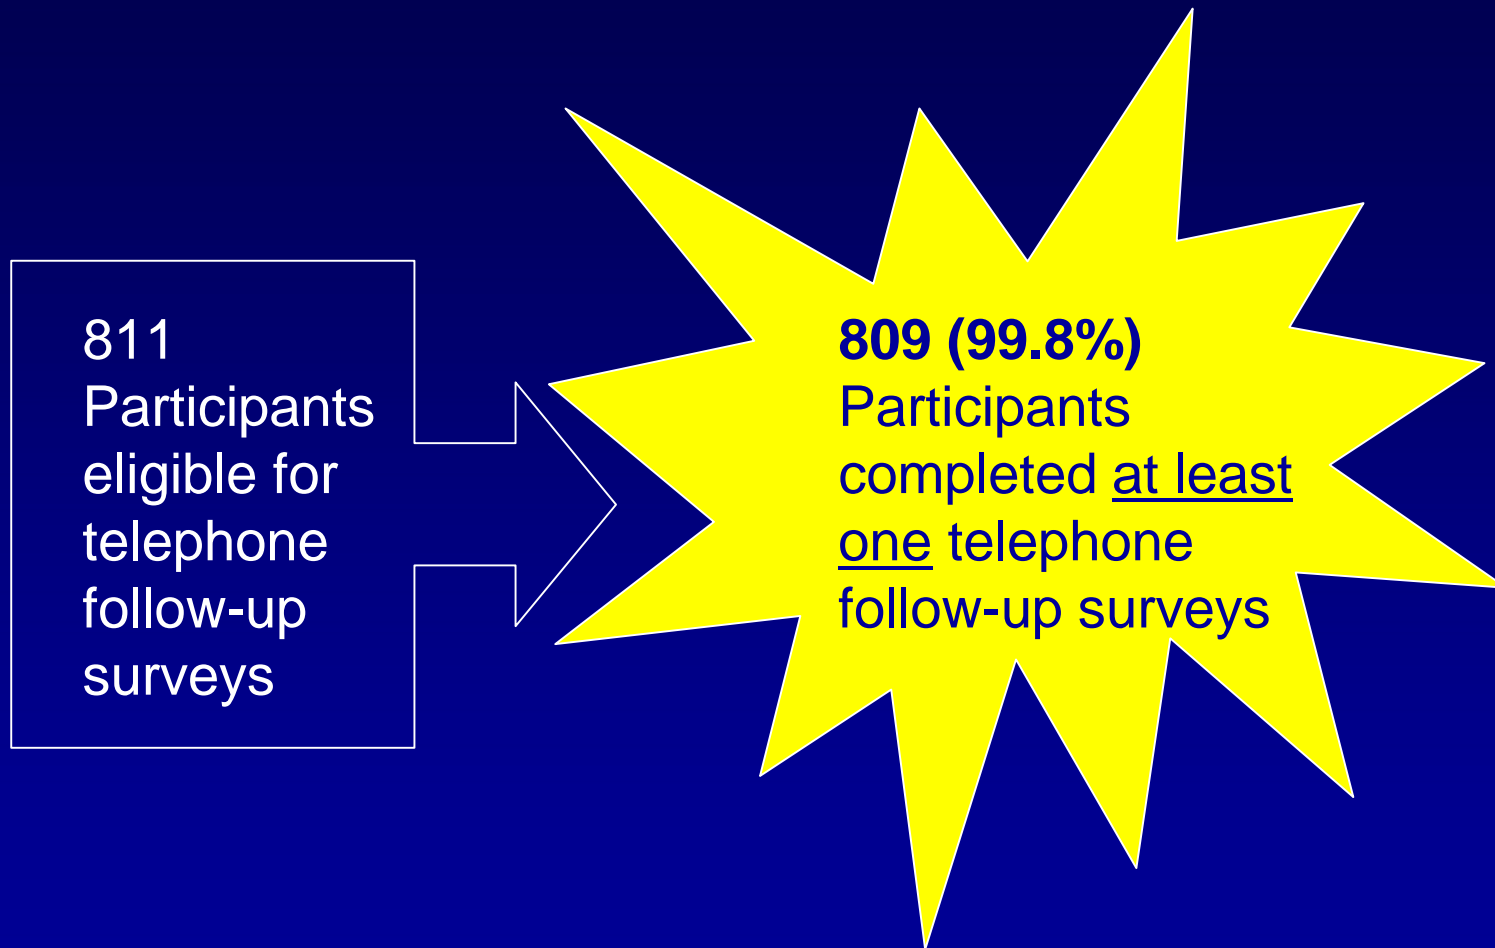 811
Participants
eligible for
telephone
follow-up
surveys
809 (99.8%)
Participants
completed at least
one telephone
follow-up surveys